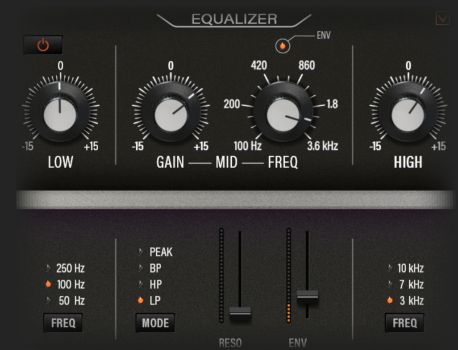 EQUALIZER
ENV
0
0
420
860
0
200
1.8
-15
+15
-15
+15
100 Hz
3.6 kHz
-15
+15
LOW
GAIN
MID
FREQ
HIGH
250 Hz
100 Hz
50 Hz
FREQ
PEAK
BP
HP
LP
MODE
RESO
ENV
10 kHz
7 kHz
3 kHz
FREQ